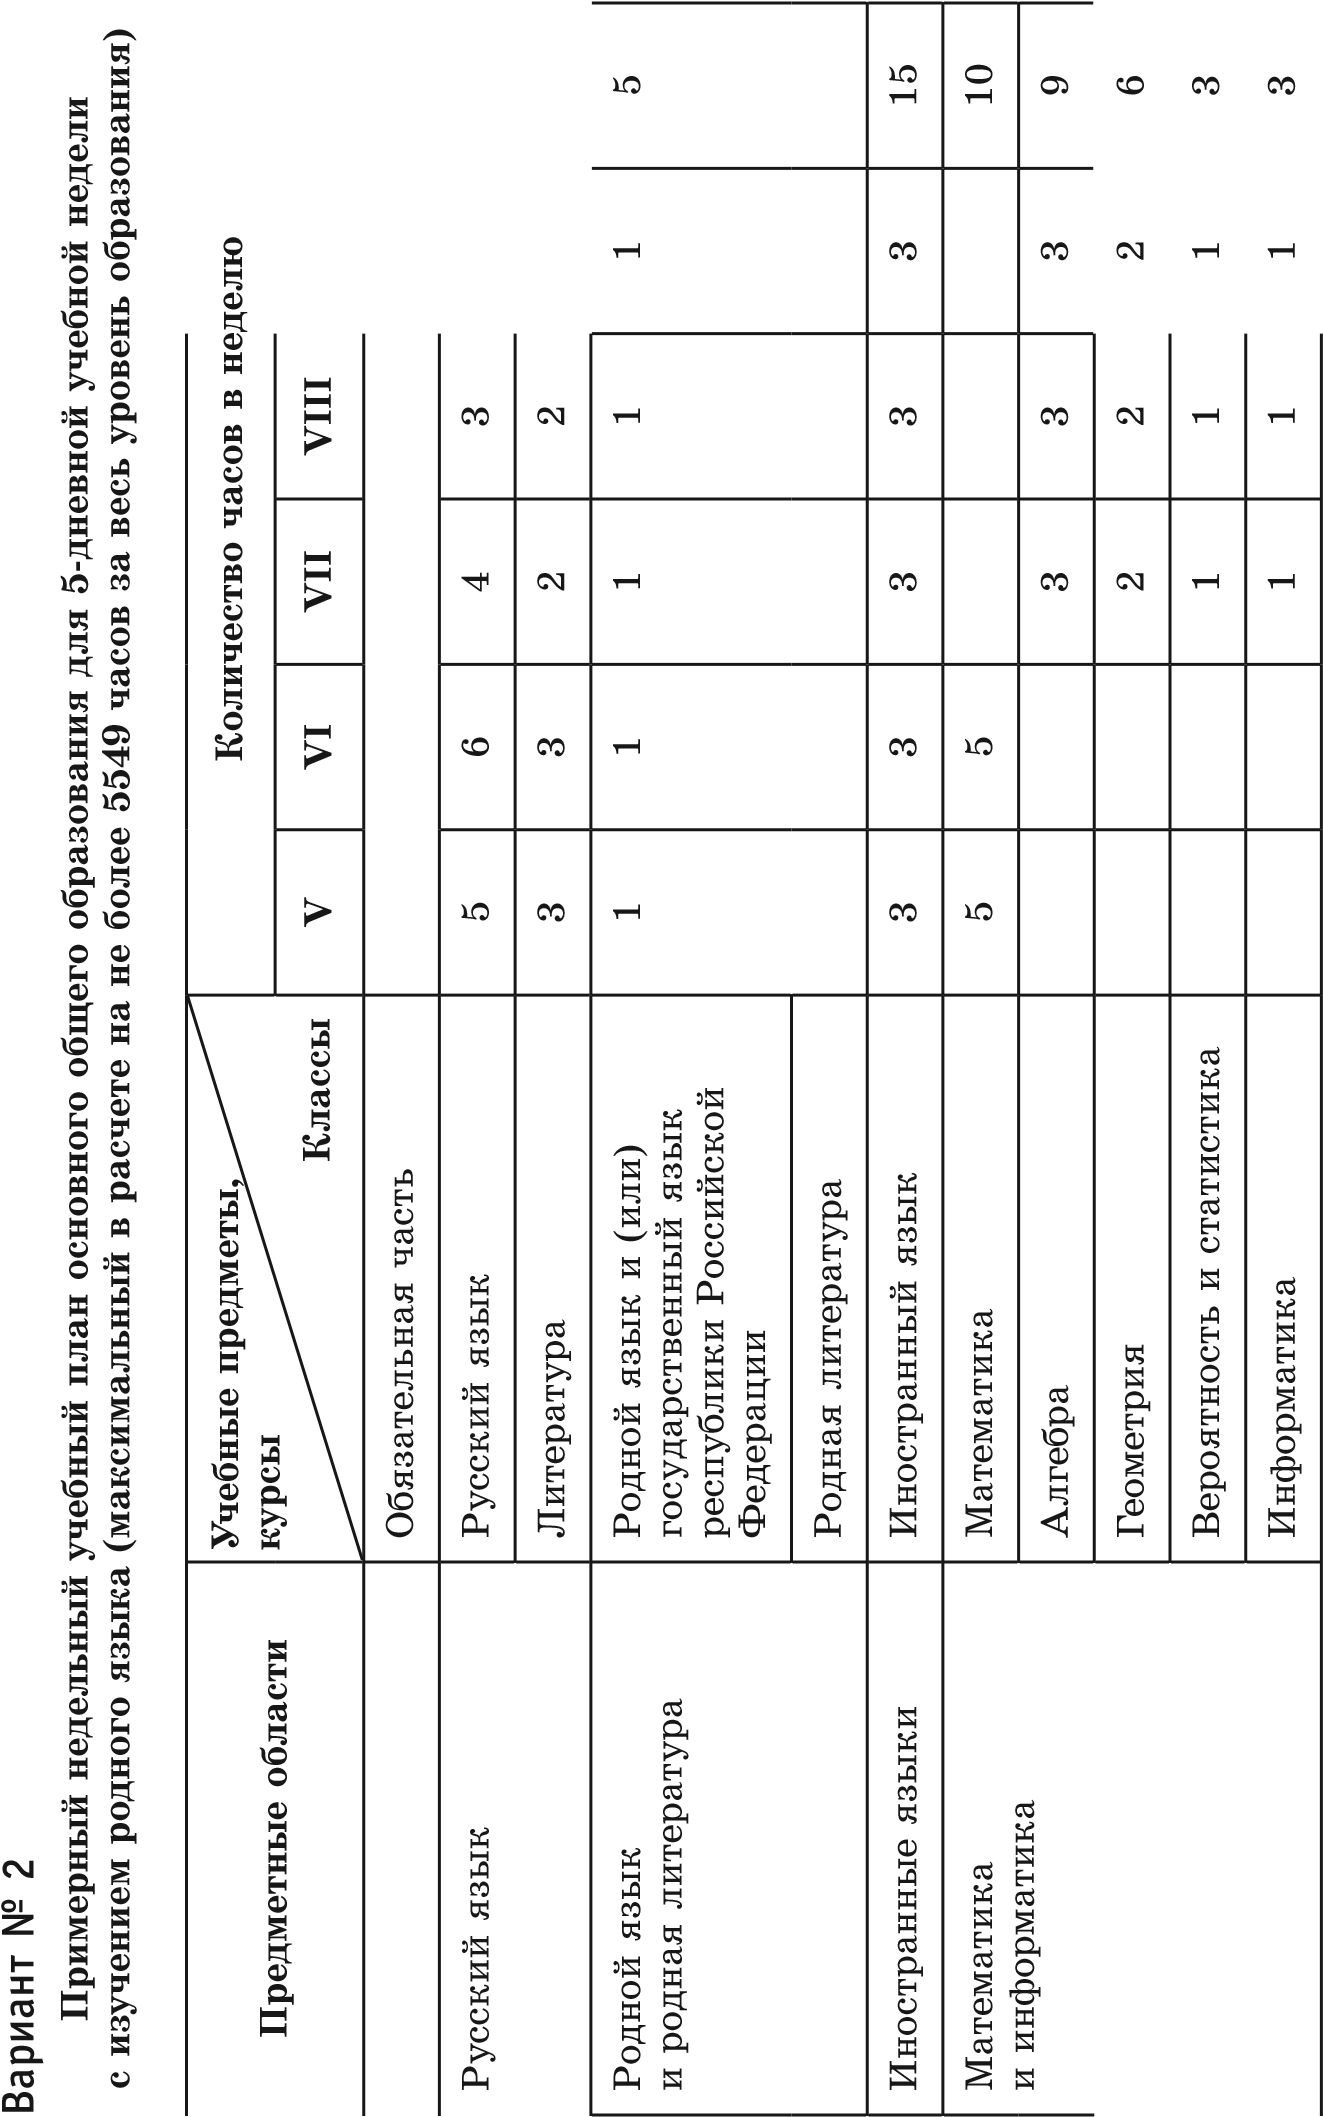 Вариант № 2
Примерный недельный учебный план основного общего образования для 5-дневной учебной недели
с изучением родного языка (максимальный в расчете на не более 5549 часов за весь уровень образования)
Предметные области
Учебные предметы,
курсы
Классы
Количество часов в неделю
V VI VII VIII
Обязательная часть
Русский язык Русский язык 5 6 4 3
Литература 3 3 2 2
Родной язык
и родная литература
Родной язык и (или)
государственный язык
республики Российской
Федерации
1 1 1 1 1 5
Родная литература
Иностранные языки Иностранный язык 3 3 3 3 3 15
Математика
и информатика
Математика 5 5 10
Алгебра 3 3 3 9
Геометрия 2 2 2 6
Вероятность и статистика 1 1 1 3
Информатика 1 1 1 3